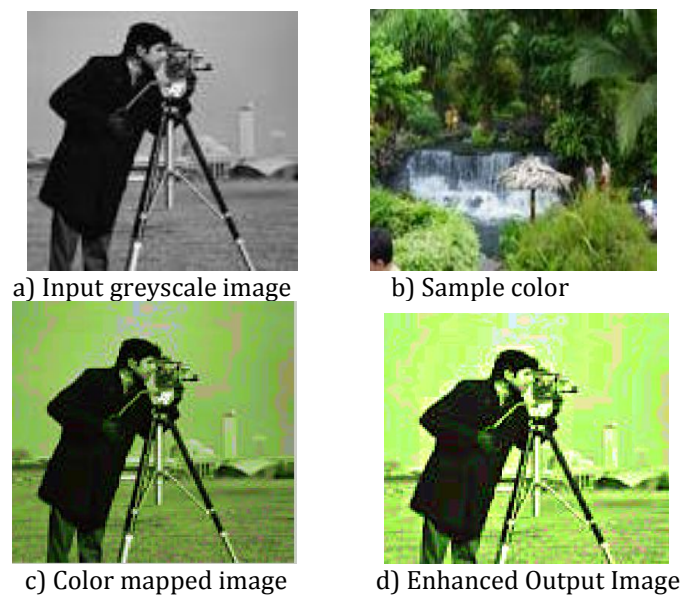 a) Input greyscale image
b) Sample color
c) Color mapped image
d) Enhanced Output Image